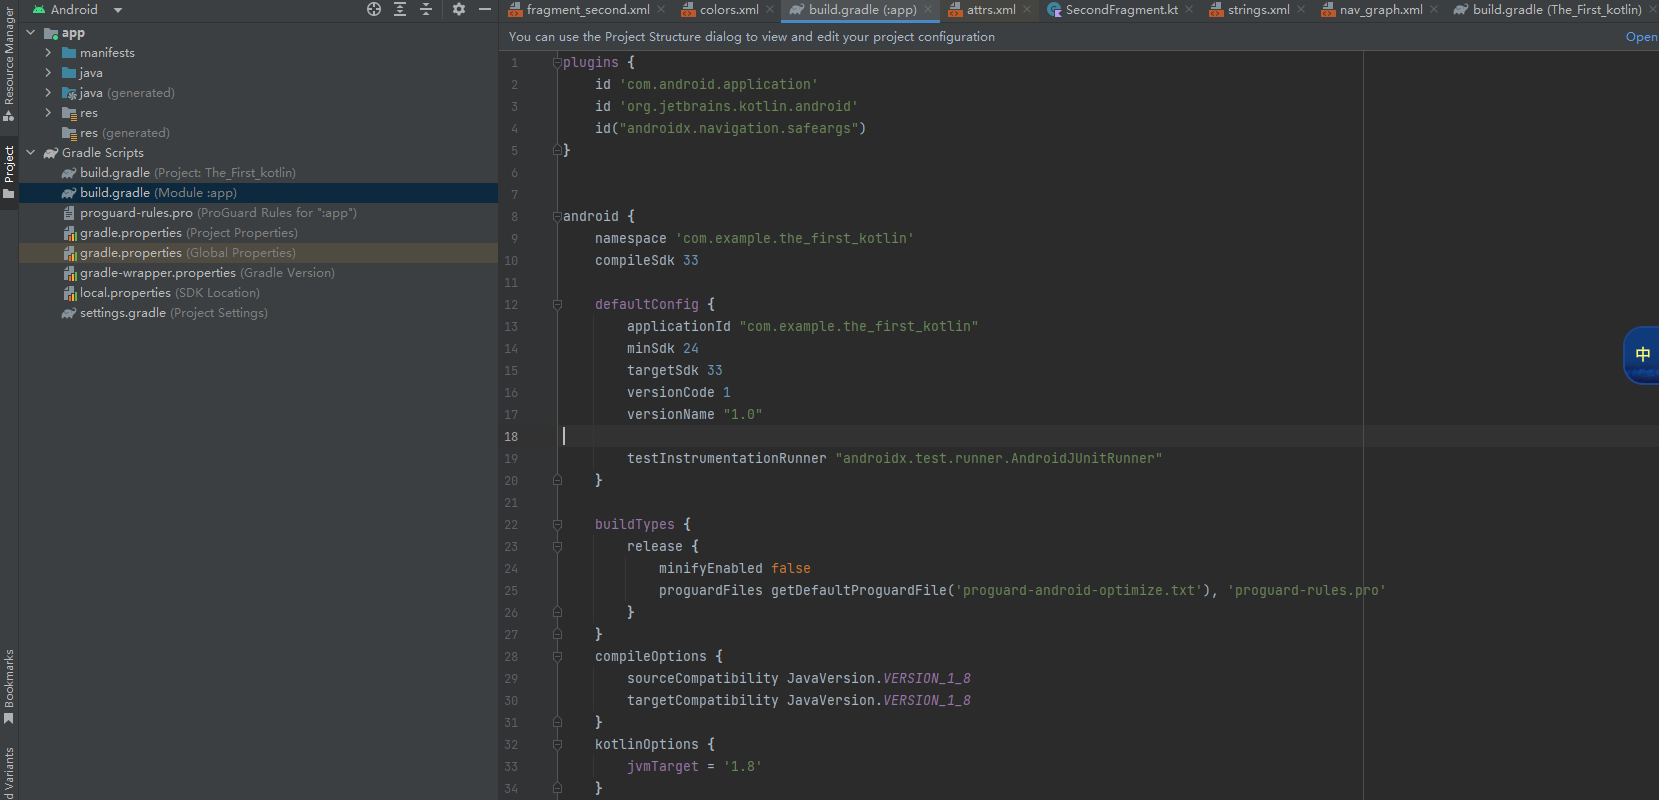 Android
fragment_second.xml
colors.xml
build.gradle (:app)
attrs.xml
SecondFragment.kt
strings.xml
nav_graph.xml
build.gradle (The_First_kotlin)
You can use the Project Structure dialog to view and edit your project configuration
Open
Resource Manager
Project
Bookmarks
d Variants
app
manifests
java
java (generated)
res
res (generated)
Gradle Scripts
build.gradle (Project: The_First_kotlin)
build.gradle (Module :app)
proguard-rules.pro (ProGuard Rules for ":app")
gradle.properties (Project Properties)
gradle.properties (Global Properties)
gradle-wrapper.properties (Gradle Version)
local.properties (SDK Location)
settings.gradle (Project Settings)
1 plugins {
2 id 'com.android.application'
3 id 'org.jetbrains.kotlin.android'
4 id("androidx.navigation.safeargs")
5 }
6
7
8 android {
9 namespace 'com.example.the_first_kotlin'
10 compileSdk 33
11
12 defaultConfig {
13 applicationId "com.example.the_first_kotlin"
14 minSdk 24
15 targetSdk 33
16 versionCode 1
17 versionName "1.0"
18
19 testInstrumentationRunner "androidx.test.runner.AndroidJUnitRunner"
20 }
21
22 buildTypes {
23 release {
24 minifyEnabled false
25 proguardFiles getDefaultProguardFile('proguard-android-optimize.txt'), 'proguard-rules.pro'
26 }
27 }
28 compileOptions {
29 sourceCompatibility JavaVersion.VERSION_1_8
30 targetCompatibility JavaVersion.VERSION_1_8
31 }
32 kotlinOptions {
33 jvmTarget = '1.8'
34 }
中